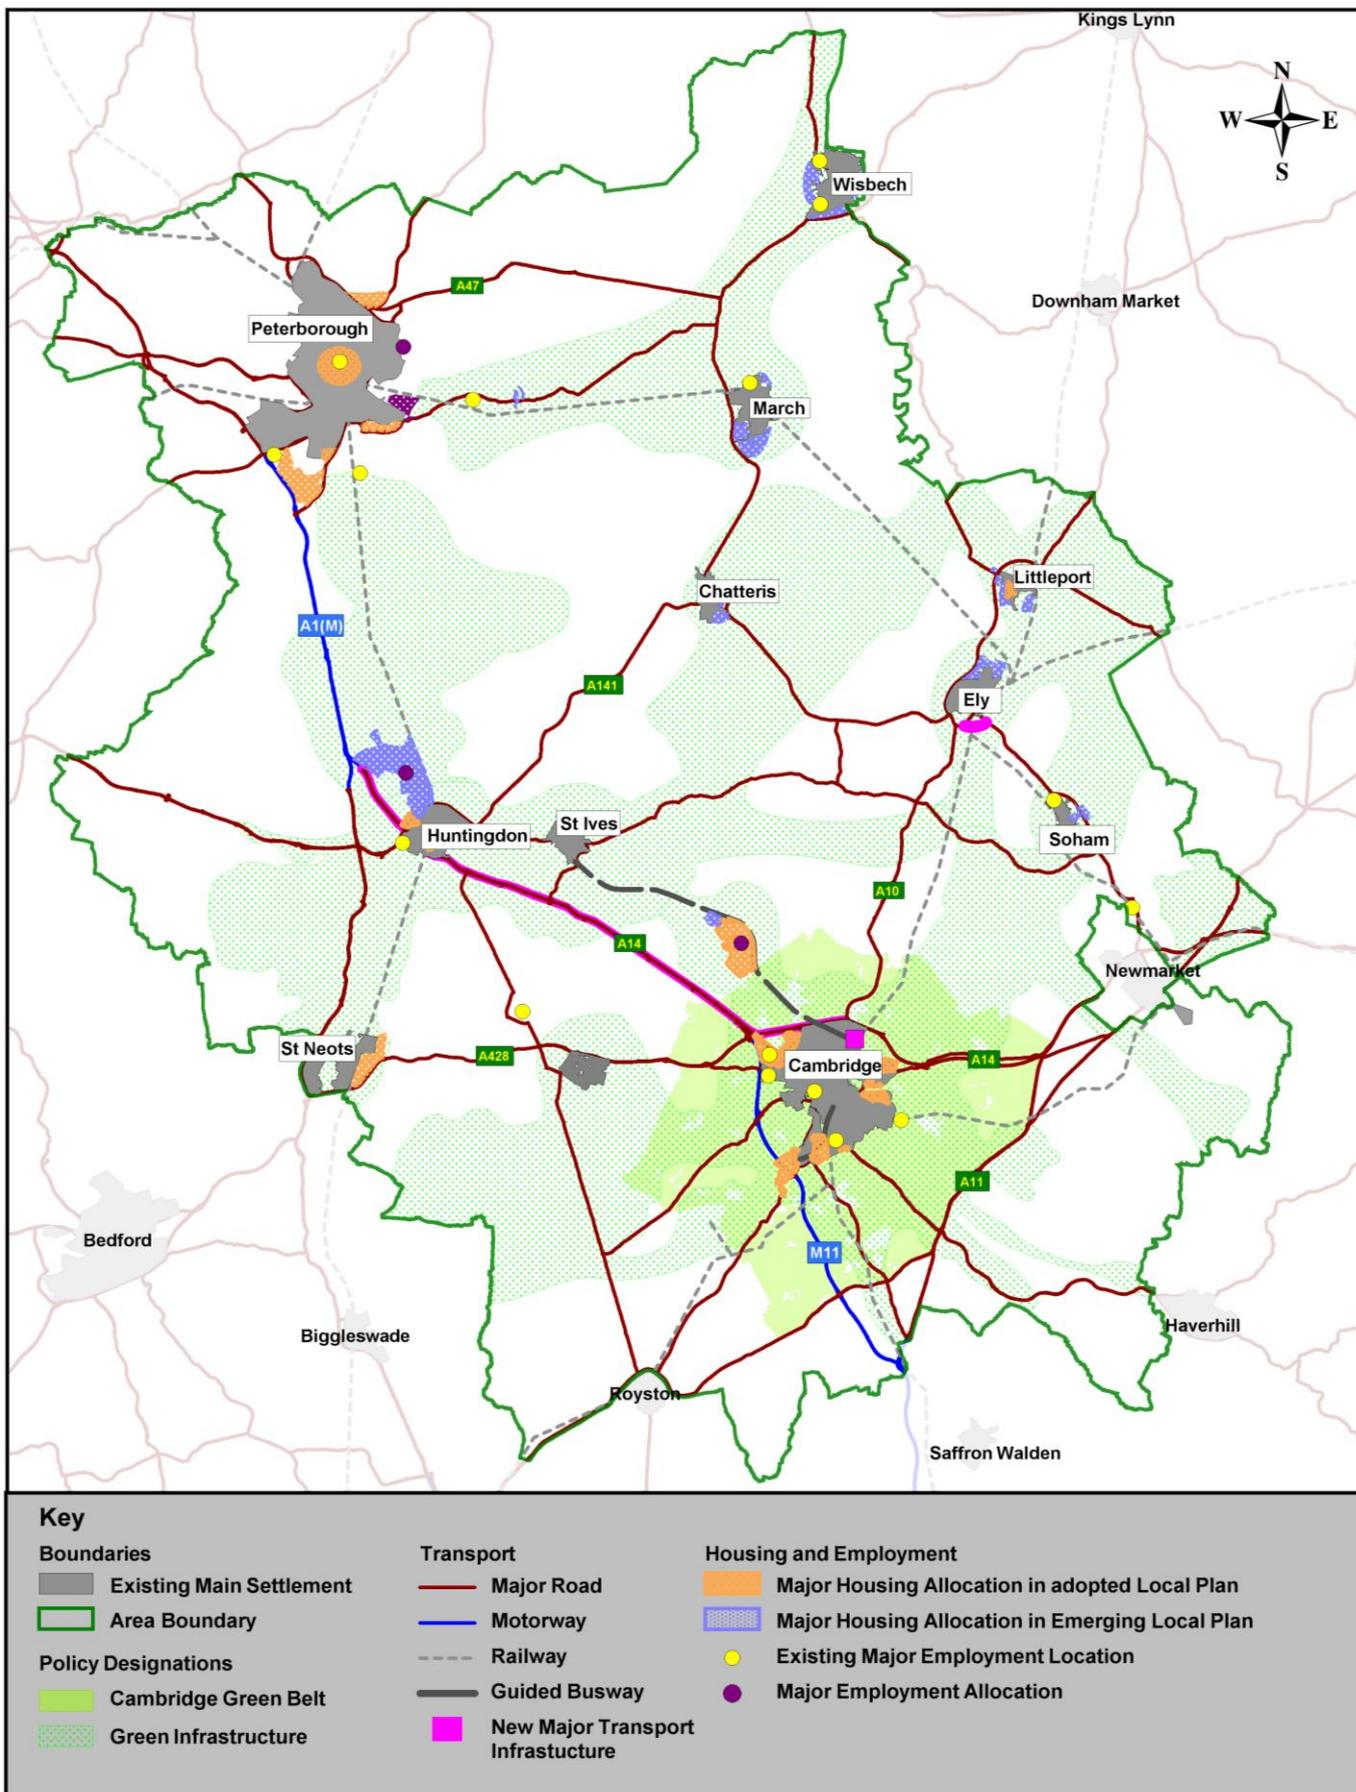 Kings Lynn
N
W
E
S
Wisbech
A47
Downham Market
Peterborough
March
Littleport
Chatteris
A1(M)
A141
Ely
St Ives
Huntingdon
Soham
A10
A14
Newmarket
St Neots
A428
Cambridge
A14
A11
Bedford
M11
Biggleswade
Haverhill
Royston
Saffron Walden
Key
Boundaries
Existing Main Settlement
Area Boundary
Policy Designations
Cambridge Green Belt
Green Infrastructure
Transport
Major Road
Motorway
Railway
Guided Busway
New Major Transport
Infrastucture
Housing and Employment
Major Housing Allocation in adopted Local Plan
Major Housing Allocation in Emerging Local Plan
Existing Major Employment Location
Major Employment Allocation